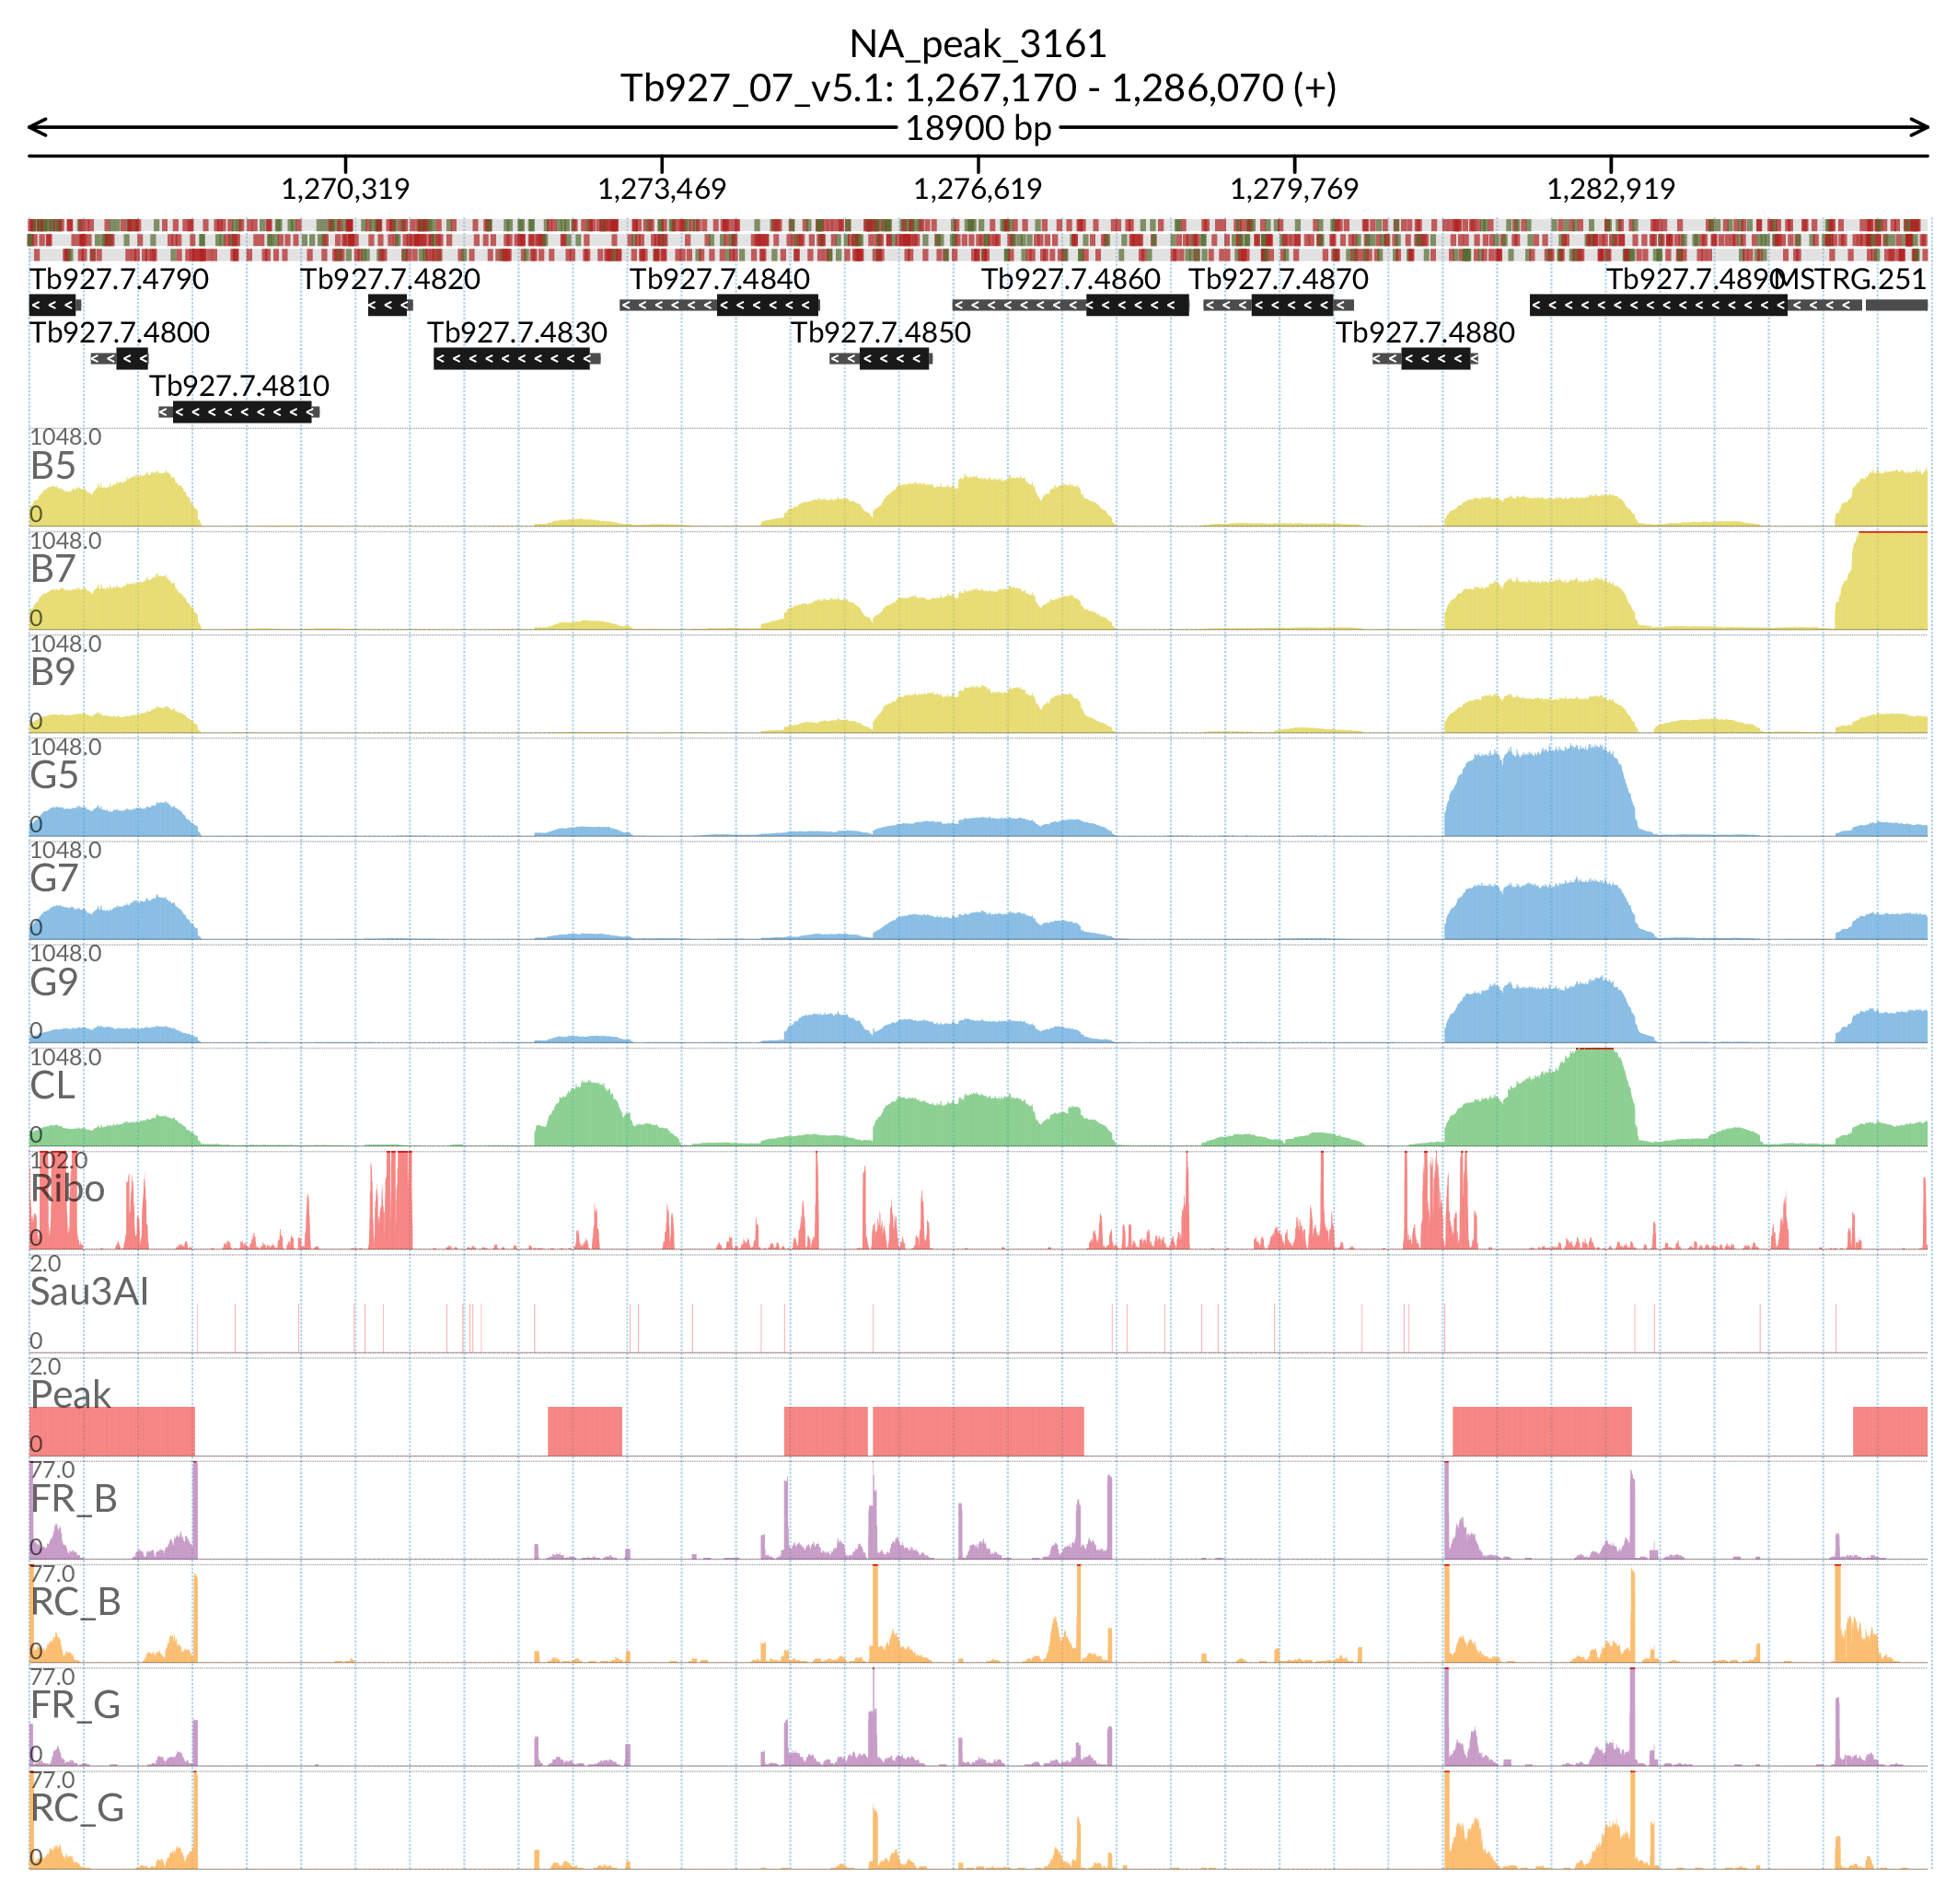 NA_peak_3161
Tb927_07_v5.1: 1,267,170 - 1,286,070 (+)
18900 bp
1,270,319 1,273,469 1,276,619 1,279,769 1,282,919
Tb927.7.4790 Tb927.7.4820 Tb927.7.4840 Tb927.7.4860 Tb927.7.4870 Tb927.7.4890 MSTRG.251
Tb927.7.4800 Tb927.7.4830 Tb927.7.4850 Tb927.7.4880
Tb927.7.4810
1048.0
B5
0
1048.0
B7
0
1048.0
B9
0
1048.0
G5
0
1048.0
G7
0
1048.0
G9
0
1048.0
CL
0
102.0
Ribo
0
2.0
Sau3AI
0
2.0
Peak
0
77.0
FR_B
0
77.0
RC_B
0
77.0
FR_G
0
77.0
RC_G
0